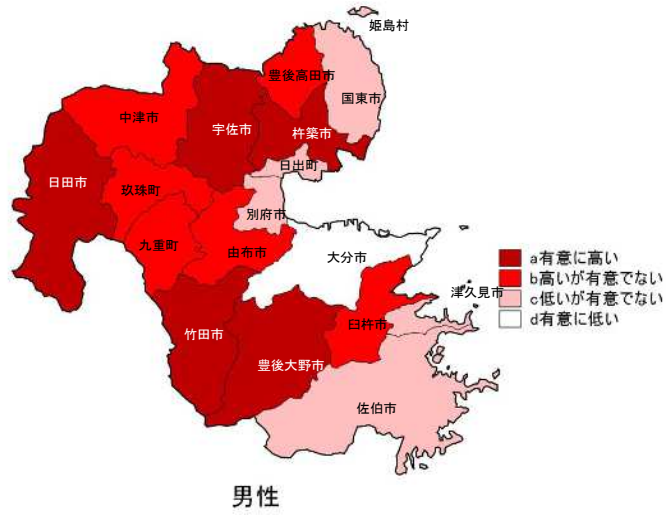 姫島村
豊後高田市
国東市
中津市
宇佐市
杵築市
日出町
日田市
玖珠町
別府市
九重町
由布市
大分市
a有意に高い
b高いが有意でない
c低いが有意でない
d有意に低い
津久見市
臼杵市
竹田市
豊後大野市
佐伯市
男性